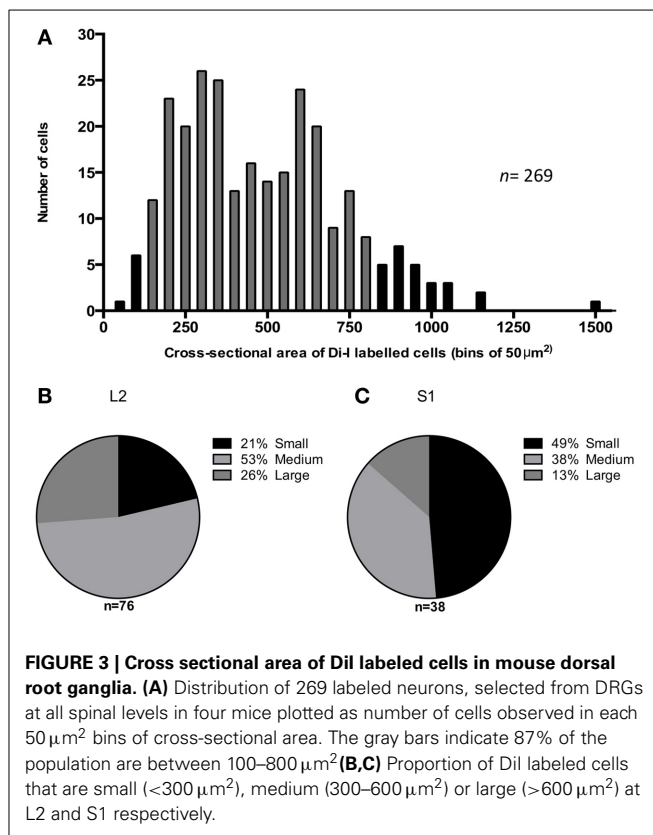 A
30
25
20
15
10
5
0
Number of cells
n= 269
0 250 500 750 1000 1250 1500
Cross-sectional area of Di-I labelled cells (bins of 50µm²)
B L2
21% Small
53% Medium
26% Large
n=76
C S1
49% Small
38% Medium
13% Large
n=38
FIGURE 3 | Cross sectional area of DiI labeled cells in mouse dorsal
root ganglia. (A) Distribution of 269 labeled neurons, selected from DRGs
at all spinal levels in four mice plotted as number of cells observed in each
50 µm² bins of cross-sectional area. The gray bars indicate 87% of the
population are between 100–800 µm² (B,C) Proportion of DiI labeled cells
that are small (<300 µm²), medium (300–600 µm²) or large (>600 µm²) at
L2 and S1 respectively.